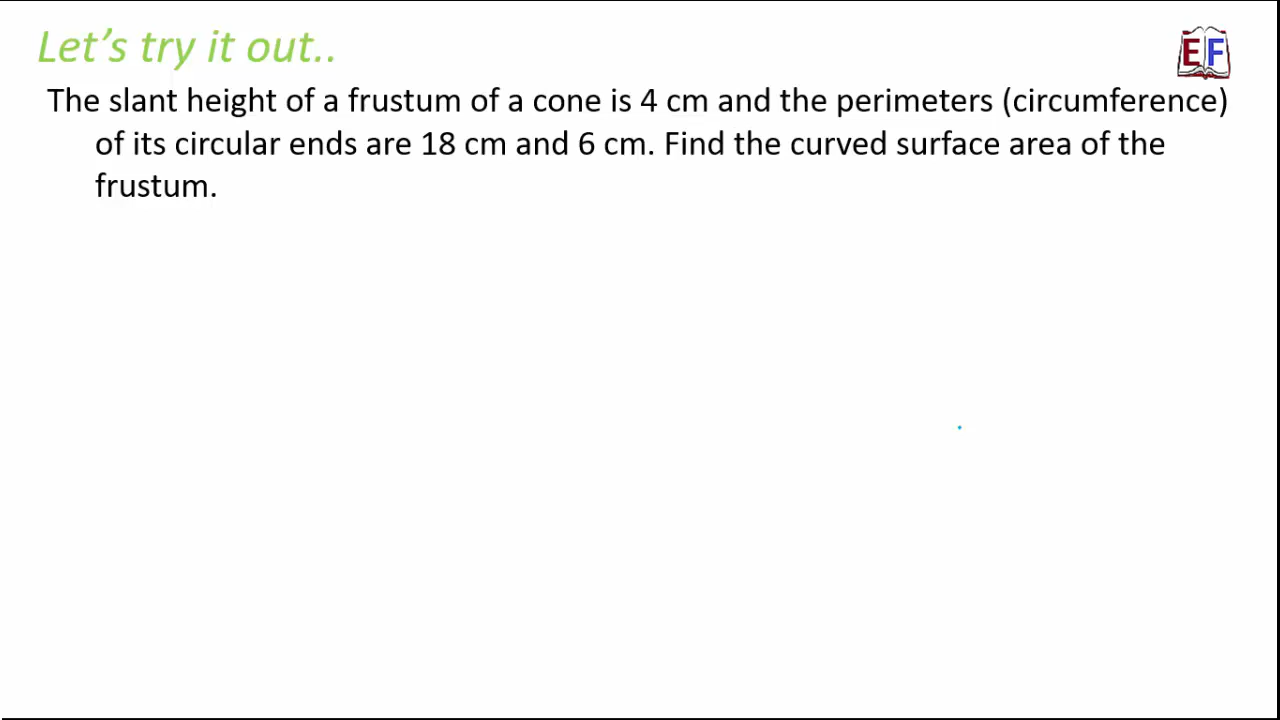 Let’s try it out..
EF
The slant height of a frustum of a cone is 4 cm and the perimeters (circumference)
of its circular ends are 18 cm and 6 cm. Find the curved surface area of the
frustum.